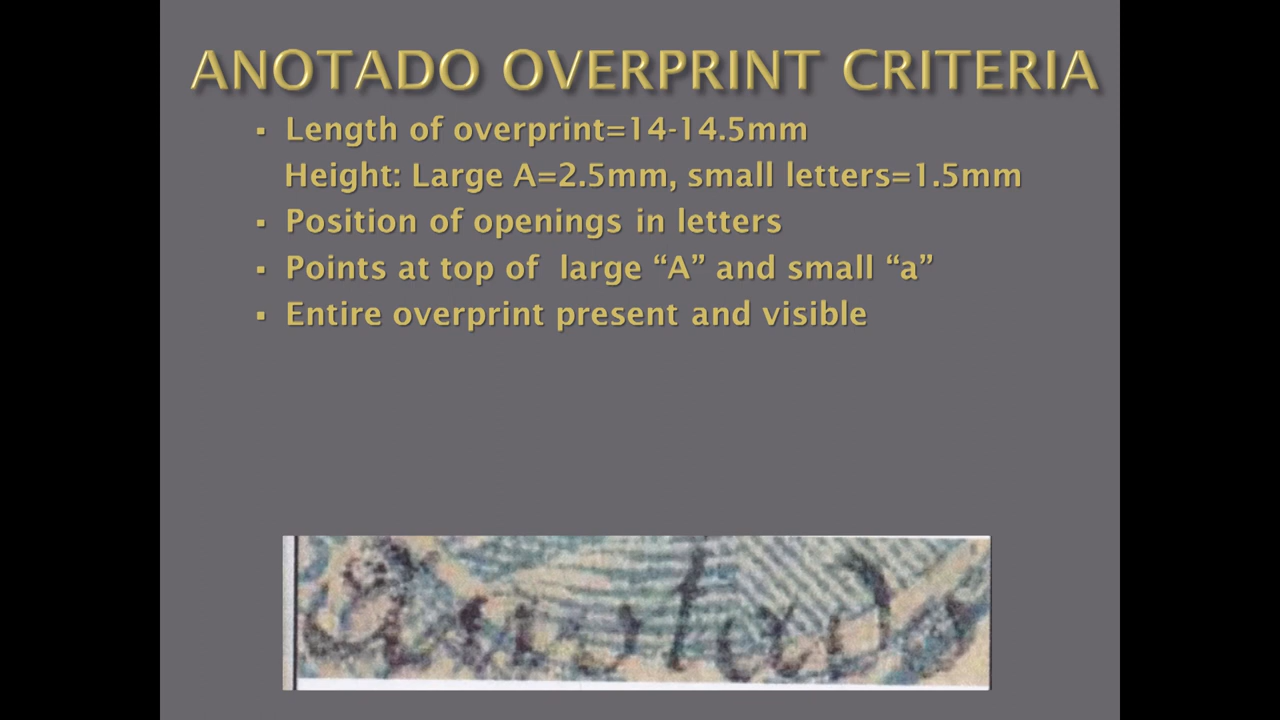 ANOTADO OVERPRINT CRITERIA
▪ Length of overprint=14-14.5mm
Height: Large A=2.5mm, small letters=1.5mm
▪ Position of openings in letters
▪ Points at top of large “A” and small “a”
▪ Entire overprint present and visible
Anotado